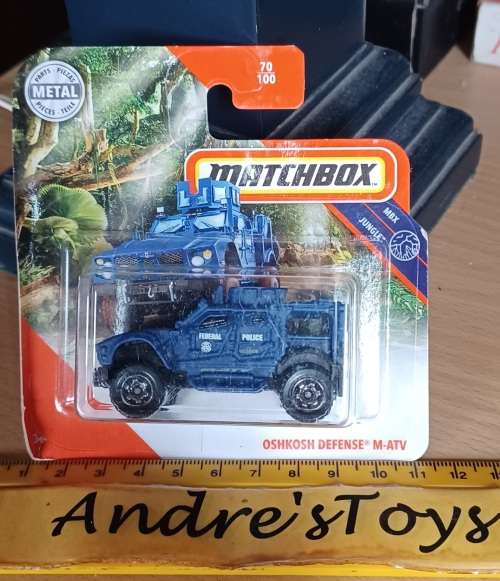 PARTS · PIEZAS
METAL
PIÈCES · TEILE
70
100
MATCHBOX
MBX
JUNGLE
FEDERAL POLICE
OSHKOSH DEFENSE® M-ATV
1 2 3 4 5 6 7 8 9 10 11 12
Andre'sToys